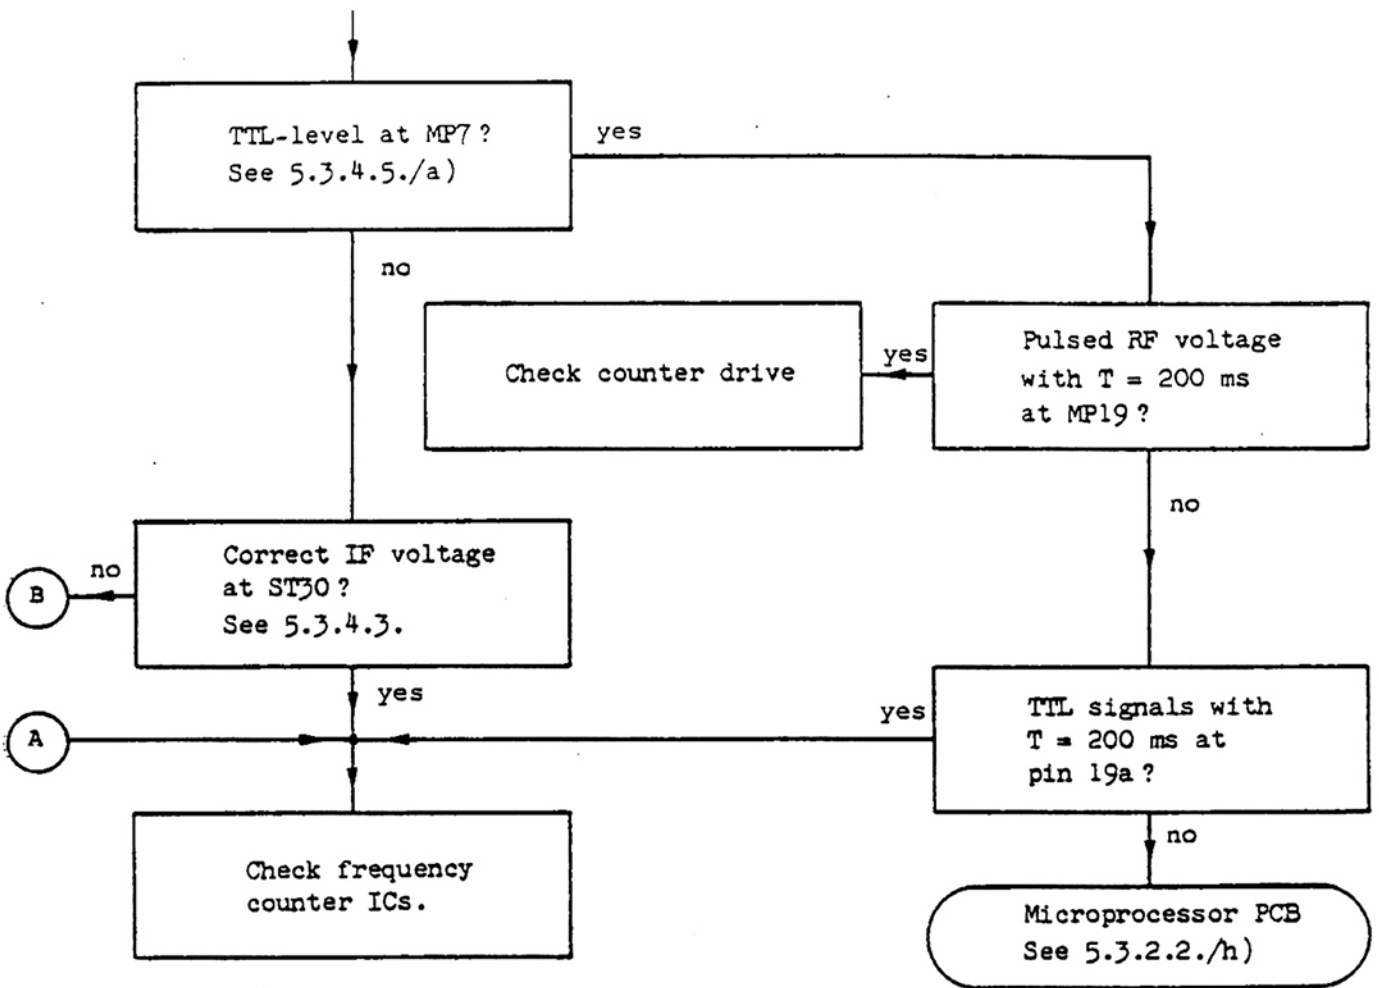 TTL-level at MP7?
See 5.3.4.5./a)
yes
no
Check counter drive
yes
Pulsed RF voltage
with T = 200 ms
at MP19?
no
Correct IF voltage
at ST30?
See 5.3.4.3.
no
B
yes
A
yes
TTL signals with
T = 200 ms at
pin 19a?
no
Check frequency
counter ICs.
Microprocessor PCB
See 5.3.2.2./h)